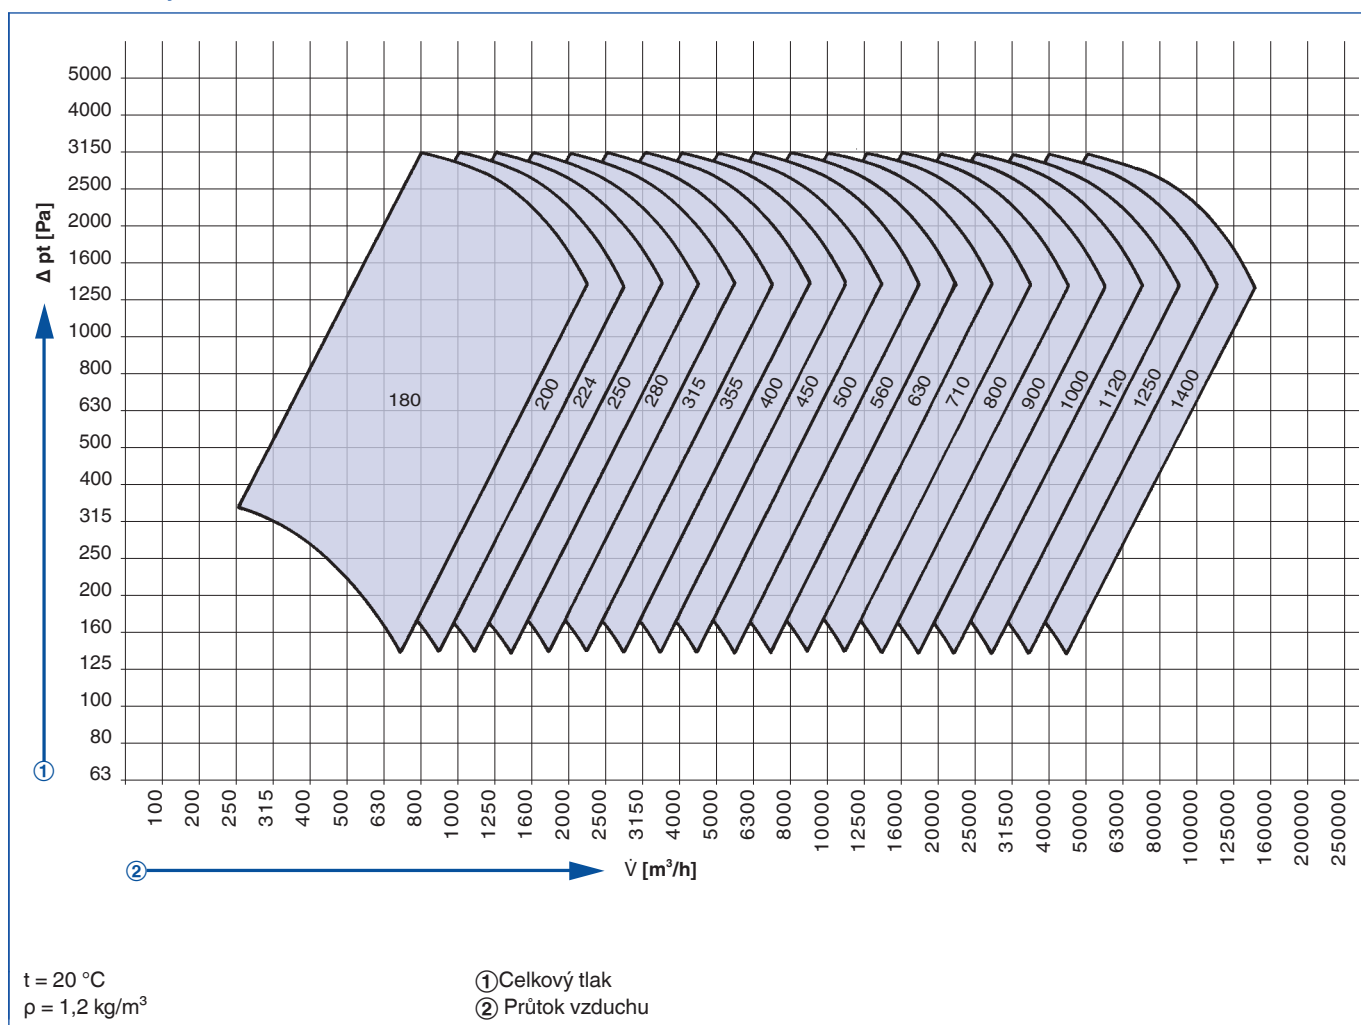 5000
4000
3150
2500
2000
1600
1250
1000
800
630
500
400
315
250
200
160
125
100
80
63
Δ pt [Pa]
①
180 200 224 250 280 315 355 400 450 500 560 630 710 800 900 1000 1120 1250 1400
100 200 250 315 400 500 630 800 1000 1250 1600 2000 2500 3150 4000 5000 6300 8000 10000 12500 16000 20000 25000 31500 40000 50000 63000 80000 100000 125000 160000 200000 250000
② V̇ [m³/h]
t = 20 °C
ρ = 1,2 kg/m³
① Celkový tlak
② Průtok vzduchu